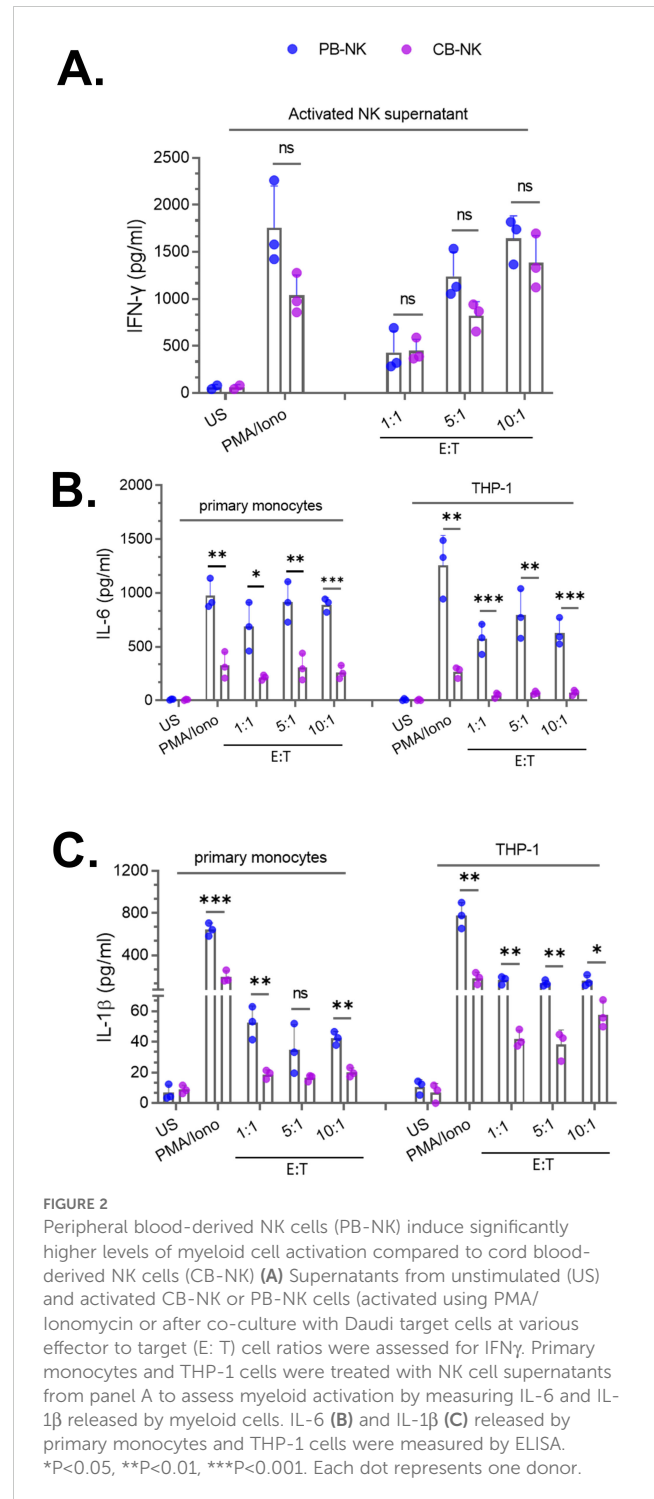 A.
PB-NK CB-NK
Activated NK supernatant
IFN-γ (pg/ml)
2500
2000
1500
1000
500
0
ns
ns
ns
ns
US
PMA/Iono
1:1
5:1
10:1
E:T
B.
IL-6 (pg/ml)
2000
1500
1000
500
0
primary monocytes
THP-1
** * ** ***
** *** ** ***
US
PMA/Iono
1:1
5:1
10:1
E:T
US
PMA/Iono
1:1
5:1
10:1
E:T
C.
IL-1β (pg/ml)
1200
800
400
60
40
20
0
primary monocytes
THP-1
*** ** ns **
** ** ** *
US
PMA/Iono
1:1
5:1
10:1
E:T
US
PMA/Iono
1:1
5:1
10:1
E:T
FIGURE 2
Peripheral blood-derived NK cells (PB-NK) induce significantly
higher levels of myeloid cell activation compared to cord blood-
derived NK cells (CB-NK) (A) Supernatants from unstimulated (US)
and activated CB-NK or PB-NK cells (activated using PMA/
Ionomycin or after co-culture with Daudi target cells at various
effector to target (E: T) cell ratios were assessed for IFNγ. Primary
monocytes and THP-1 cells were treated with NK cell supernatants
from panel A to assess myeloid activation by measuring IL-6 and IL-
1β released by myeloid cells. IL-6 (B) and IL-1β (C) released by
primary monocytes and THP-1 cells were measured by ELISA.
*P<0.05, **P<0.01, ***P<0.001. Each dot represents one donor.